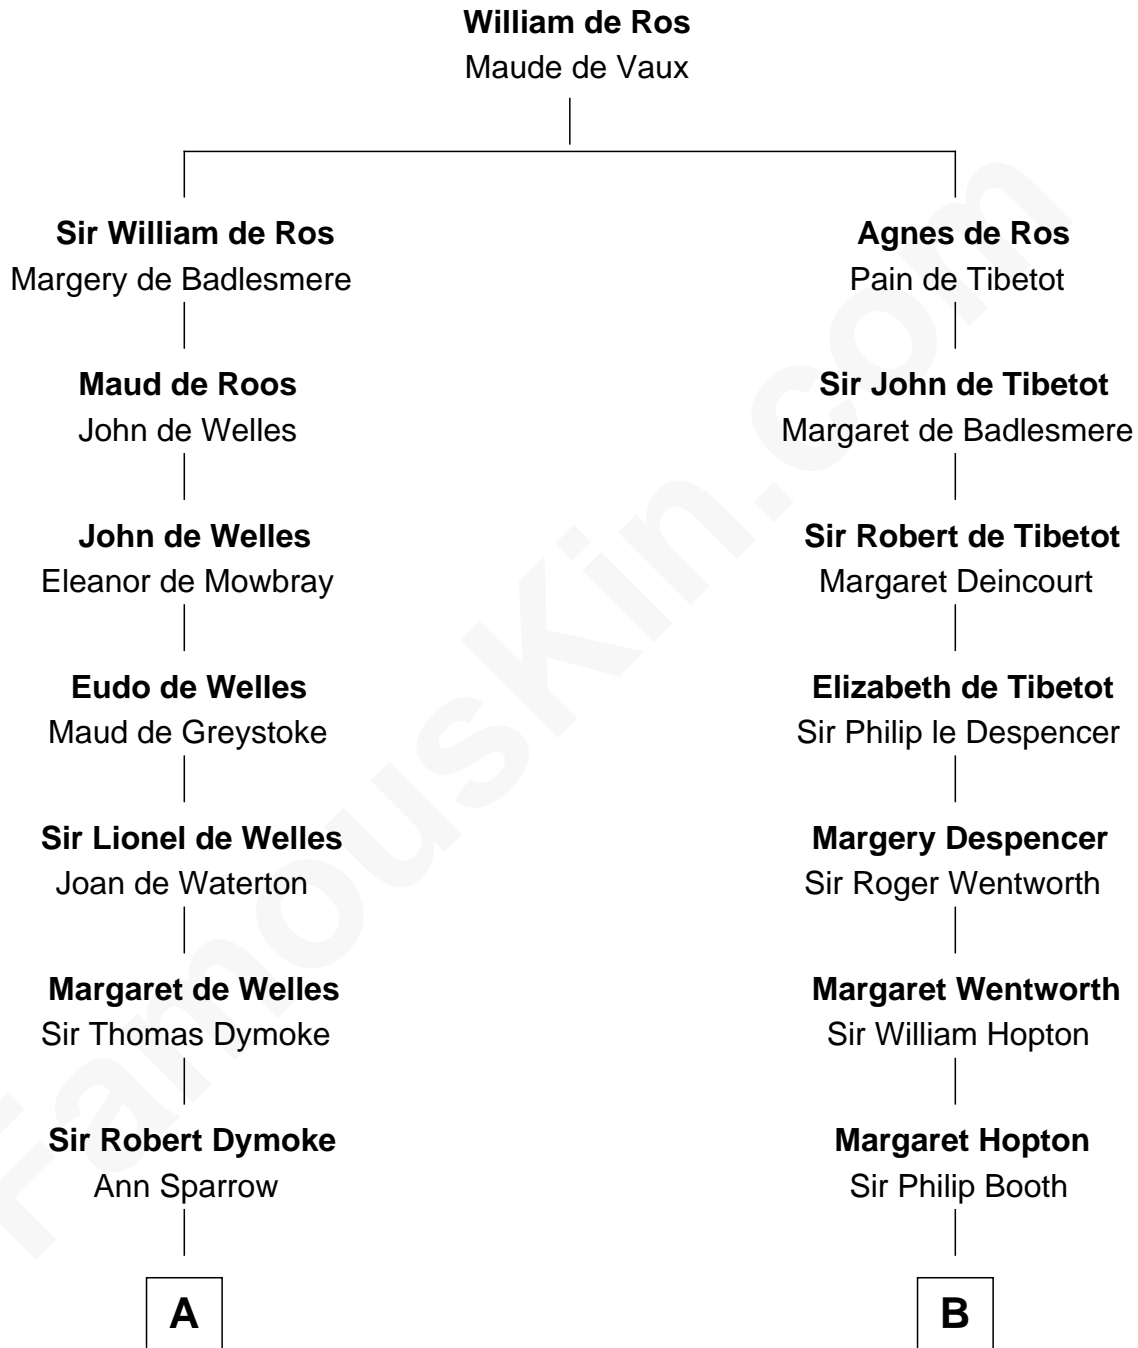 William de Ros
Maude de Vaux
Sir William de Ros
Margery de Badlesmere
Agnes de Ros
Pain de Tibetot
Maud de Roos
John de Welles
Sir John de Tibetot
Margaret de Badlesmere
John de Welles
Eleanor de Mowbray
Sir Robert de Tibetot
Margaret Deincourt
Eudo de Welles
Maud de Greystoke
Elizabeth de Tibetot
Sir Philip le Despencer
Sir Lionel de Welles
Joan de Waterton
Margery Despencer
Sir Roger Wentworth
Margaret de Welles
Sir Thomas Dymoke
Margaret Wentworth
Sir William Hopton
Sir Robert Dymoke
Ann Sparrow
Margaret Hopton
Sir Philip Booth
A
B
FamousKin.com